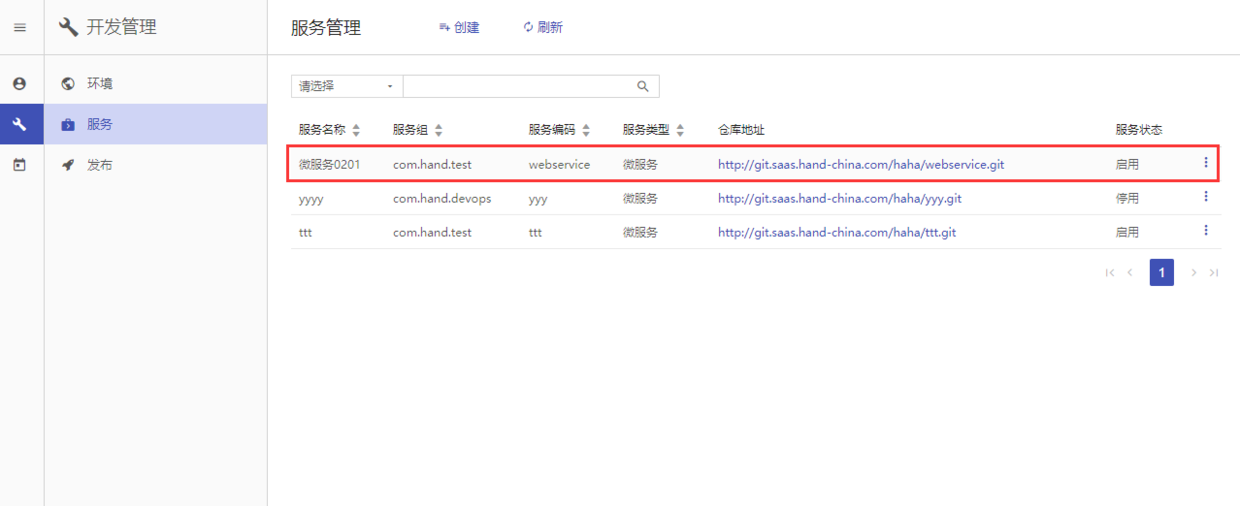 开发管理
服务管理 创建 刷新
环境
服务
发布
请选择
服务名称 服务组 服务编码 服务类型 仓库地址 服务状态
微服务0201 com.hand.test webservice 微服务 http://git.saas.hand-china.com/haha/webservice.git 启用
yyyy com.hand.devops yyy 微服务 http://git.saas.hand-china.com/haha/yyy.git 停用
ttt com.hand.test ttt 微服务 http://git.saas.hand-china.com/haha/ttt.git 启用
1